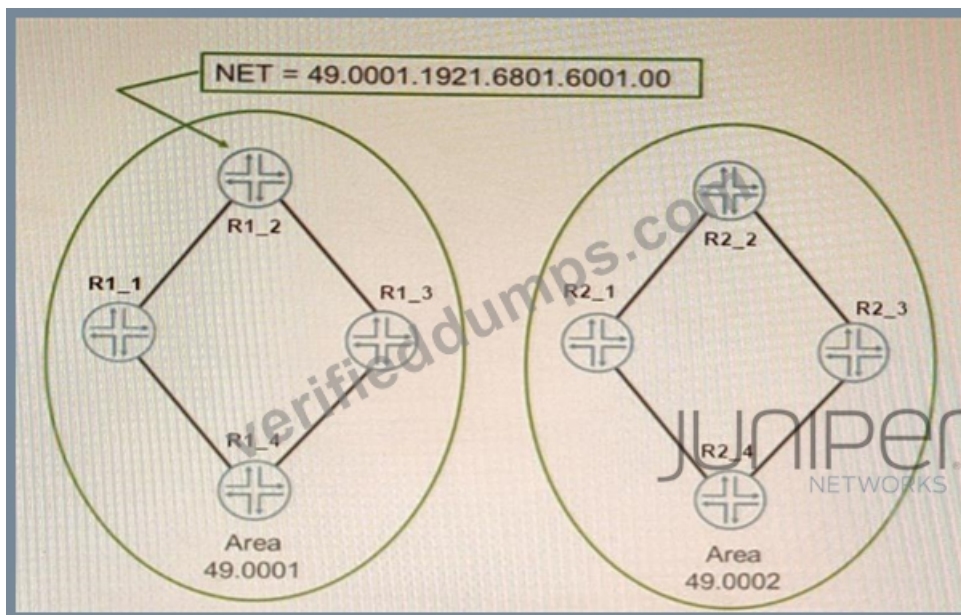 NET = 49.0001.1921.6801.6001.00
R1_2
R1_1
R1_3
R1_4
Area
49.0001
R2_2
R2_1
R2_3
R2_4
Area
49.0002
verifieddumps.com
JUNIPER
NETWORKS